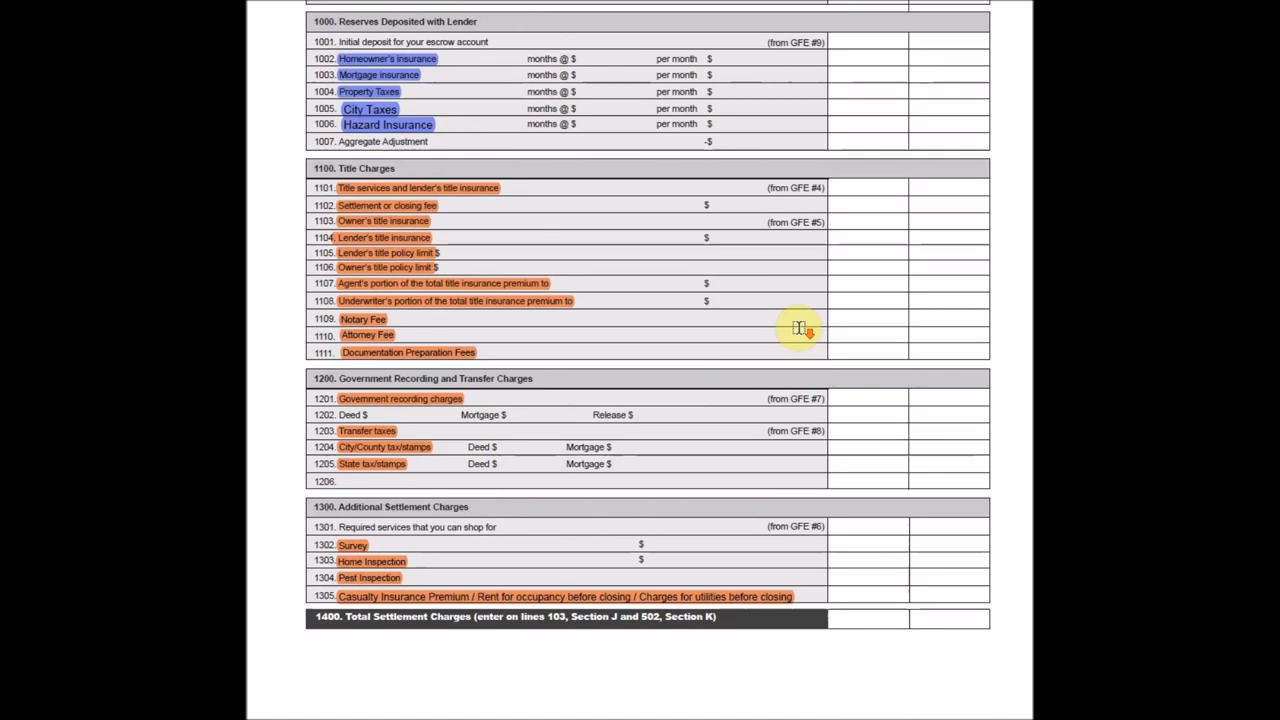 1000. Reserves Deposited with Lender
1001. Initial deposit for your escrow account (from GFE #9)
1002. Homeowner's insurance months @ $ per month $
1003. Mortgage insurance months @ $ per month $
1004. Property Taxes months @ $ per month $
1005. City Taxes months @ $ per month $
1006. Hazard Insurance months @ $ per month $
1007. Aggregate Adjustment -$
1100. Title Charges
1101. Title services and lender's title insurance (from GFE #4)
1102. Settlement or closing fee $
1103. Owner's title insurance (from GFE #5)
1104. Lender's title insurance $
1105. Lender's title policy limit $
1106. Owner's title policy limit $
1107. Agent's portion of the total title insurance premium to $
1108. Underwriter's portion of the total title insurance premium to $
1109. Notary Fee
1110. Attorney Fee
1111. Documentation Preparation Fees
1200. Government Recording and Transfer Charges
1201. Government recording charges (from GFE #7)
1202. Deed $ Mortgage $ Release $
1203. Transfer taxes (from GFE #8)
1204. City/County tax/stamps Deed $ Mortgage $
1205. State tax/stamps Deed $ Mortgage $
1206.
1300. Additional Settlement Charges
1301. Required services that you can shop for (from GFE #6)
1302. Survey $
1303. Home Inspection $
1304. Pest Inspection
1305. Casualty Insurance Premium / Rent for occupancy before closing / Charges for utilities before closing
1400. Total Settlement Charges (enter on lines 103, Section J and 502, Section K)